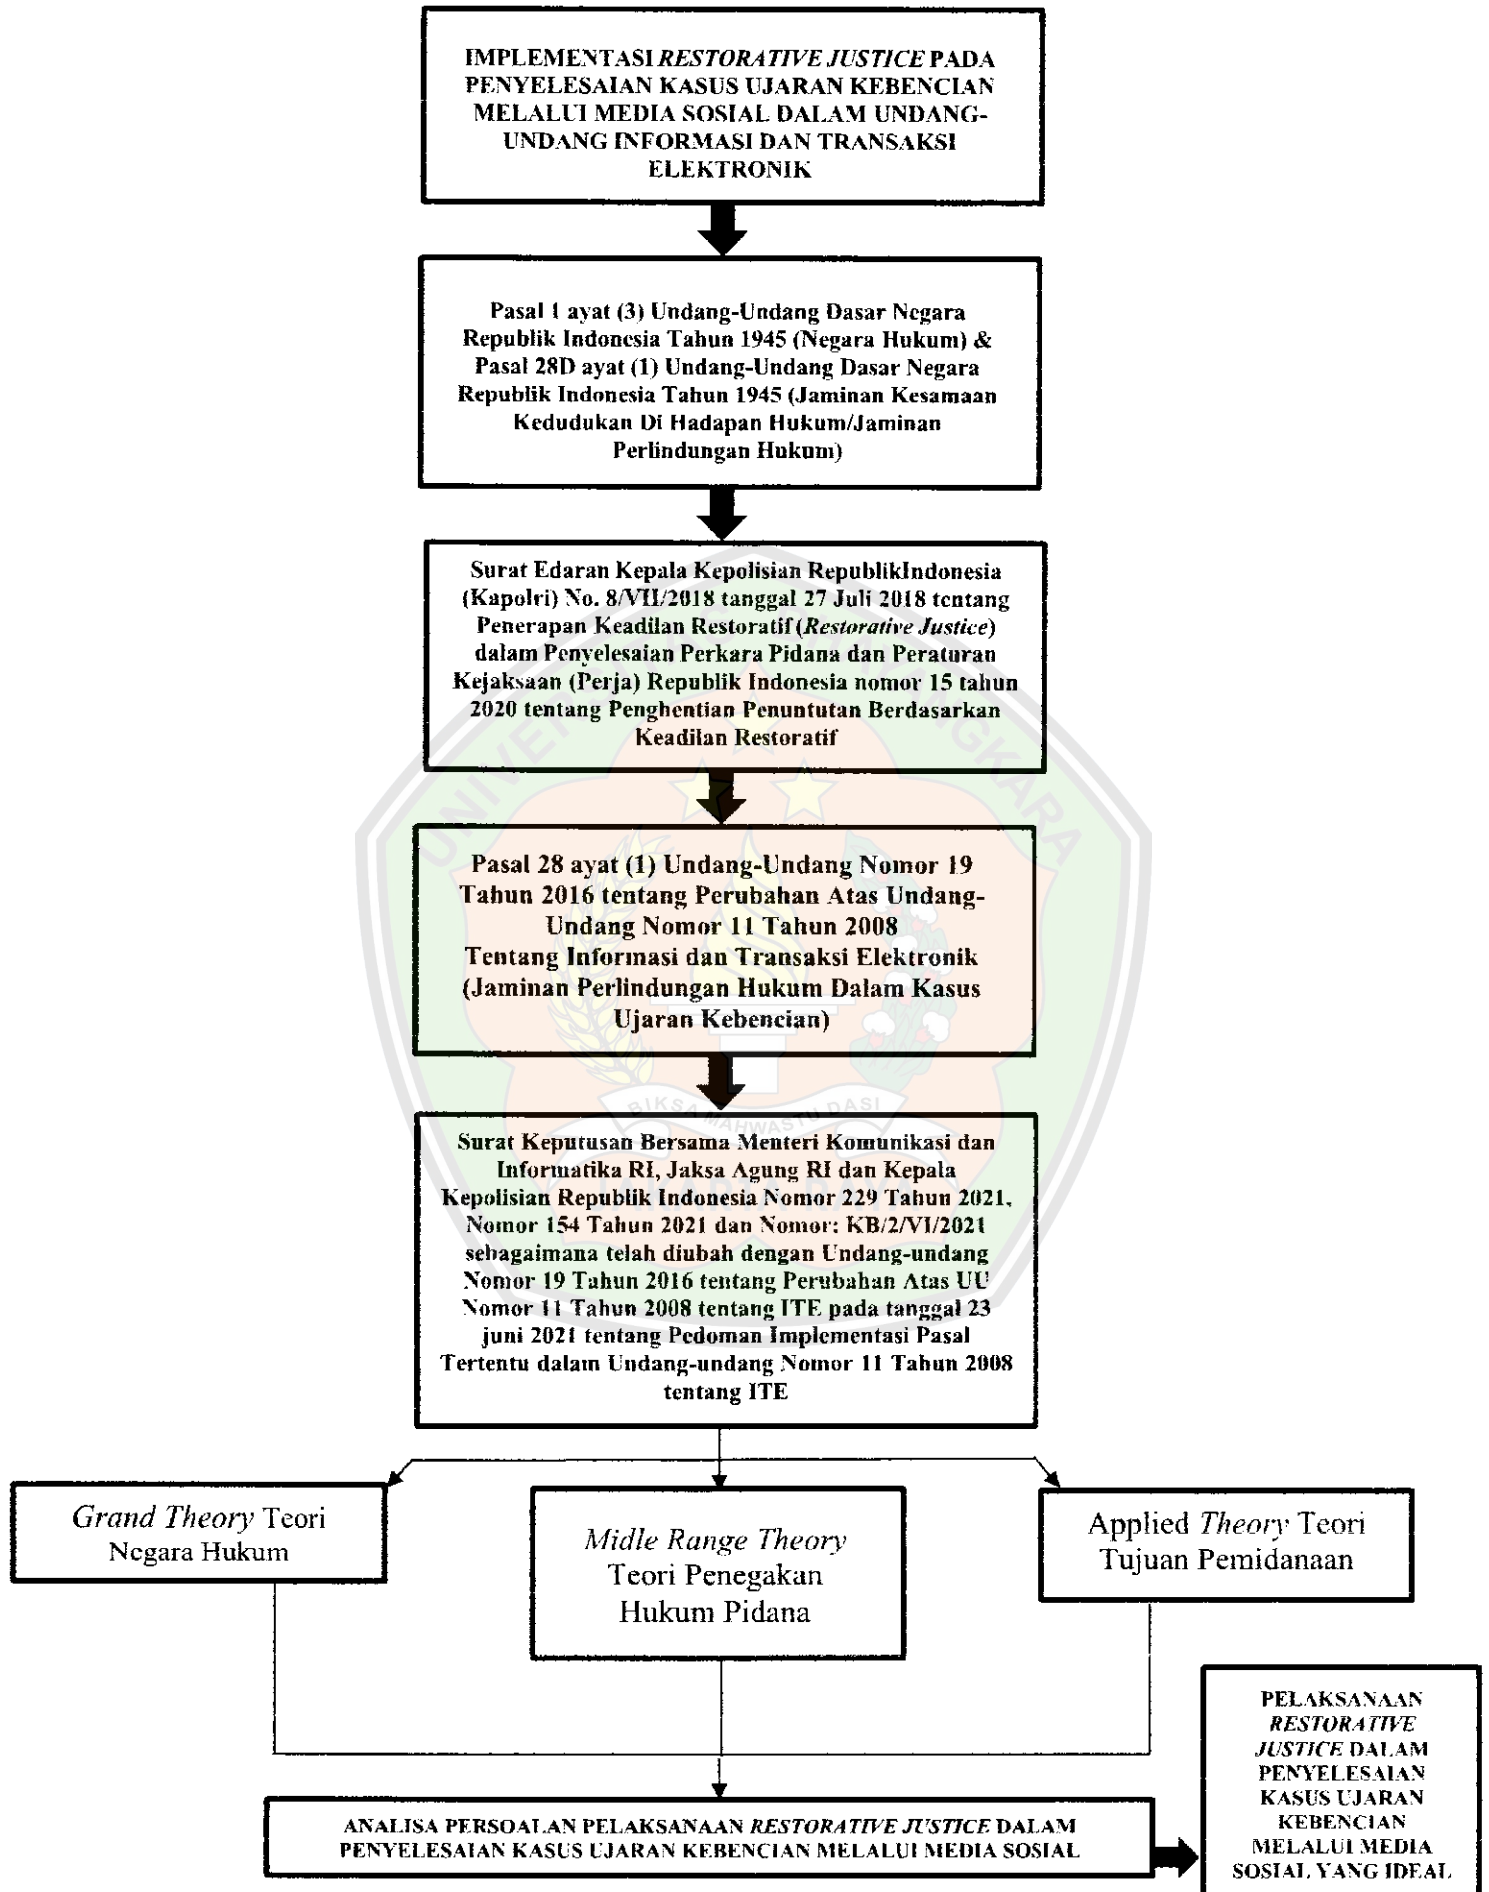 IMPLEMENTASI RESTORATIVE JUSTICE PADA
PENYELESAIAN KASUS UJARAN KEBENCIAN
MELALUI MEDIA SOSIAL DALAM UNDANG-
UNDANG INFORMASI DAN TRANSAKSI
ELEKTRONIK
Pasal 1 ayat (3) Undang-Undang Dasar Negara
Republik Indonesia Tahun 1945 (Negara Hukum) &
Pasal 28D ayat (1) Undang-Undang Dasar Negara
Republik Indonesia Tahun 1945 (Jaminan Kesamaan
Kedudukan Di Hadapan Hukum/Jaminan
Perlindungan Hukum)
Surat Edaran Kepala Kepolisian RepublikIndonesia
(Kapolri) No. 8/VII/2018 tanggal 27 Juli 2018 tentang
Penerapan Keadilan Restoratif (Restorative Justice)
dalam Penyelesaian Perkara Pidana dan Peraturan
Kejaksaan (Perja) Republik Indonesia nomor 15 tahun
2020 tentang Penghentian Penuntutan Berdasarkan
Keadilan Restoratif
UNIVERSITAS BHAYANGKARA
Pasal 28 ayat (1) Undang-Undang Nomor 19
Tahun 2016 tentang Perubahan Atas Undang-
Undang Nomor 11 Tahun 2008
Tentang Informasi dan Transaksi Elektronik
(Jaminan Perlindungan Hukum Dalam Kasus
Ujaran Kebencian)
BIKSA MAHWASTU DASI
Surat Keputusan Bersama Menteri Komunikasi dan
Informatika RI, Jaksa Agung RI dan Kepala
Kepolisian Republik Indonesia Nomor 229 Tahun 2021,
JAKARTA RAYA
Nomor 154 Tahun 2021 dan Nomor: KB/2/VI/2021
sebagaimana telah diubah dengan Undang-undang
Nomor 19 Tahun 2016 tentang Perubahan Atas UU
Nomor 11 Tahun 2008 tentang ITE pada tanggal 23
juni 2021 tentang Pedoman Implementasi Pasal
Tertentu dalam Undang-undang Nomor 11 Tahun 2008
tentang ITE
Grand Theory Teori
Negara Hukum
Midle Range Theory
Teori Penegakan
Hukum Pidana
Applied Theory Teori
Tujuan Pemidanaan
ANALISA PERSOALAN PELAKSANAAN RESTORATIVE JUSTICE DALAM
PENYELESAIAN KASUS UJARAN KEBENCIAN MELALUI MEDIA SOSIAL
PELAKSANAAN
RESTORATIVE
JUSTICE DALAM
PENYELESAIAN
KASUS UJARAN
KEBENCIAN
MELALUI MEDIA
SOSIAL YANG IDEAL